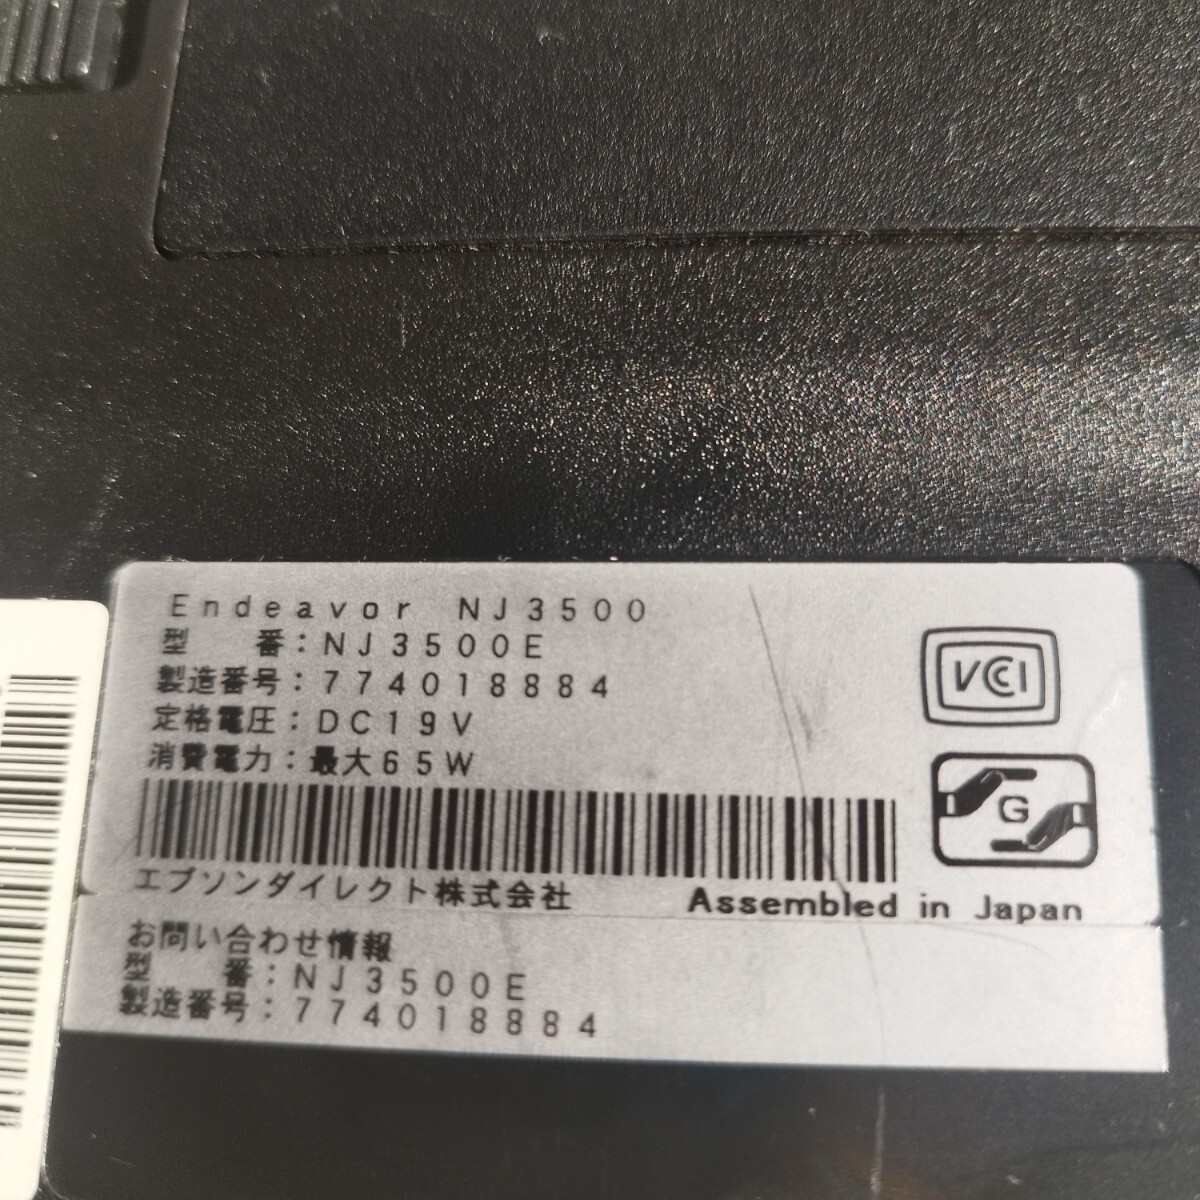 Endeavor NJ3500
型　番：NJ3500E
製造番号：774018884
定格電圧：DC19V
消費電力：最大65W
VCCI
G
エプソンダイレクト株式会社
Assembled in Japan
お問い合わせ情報
型　番：NJ3500E
製造番号：774018884